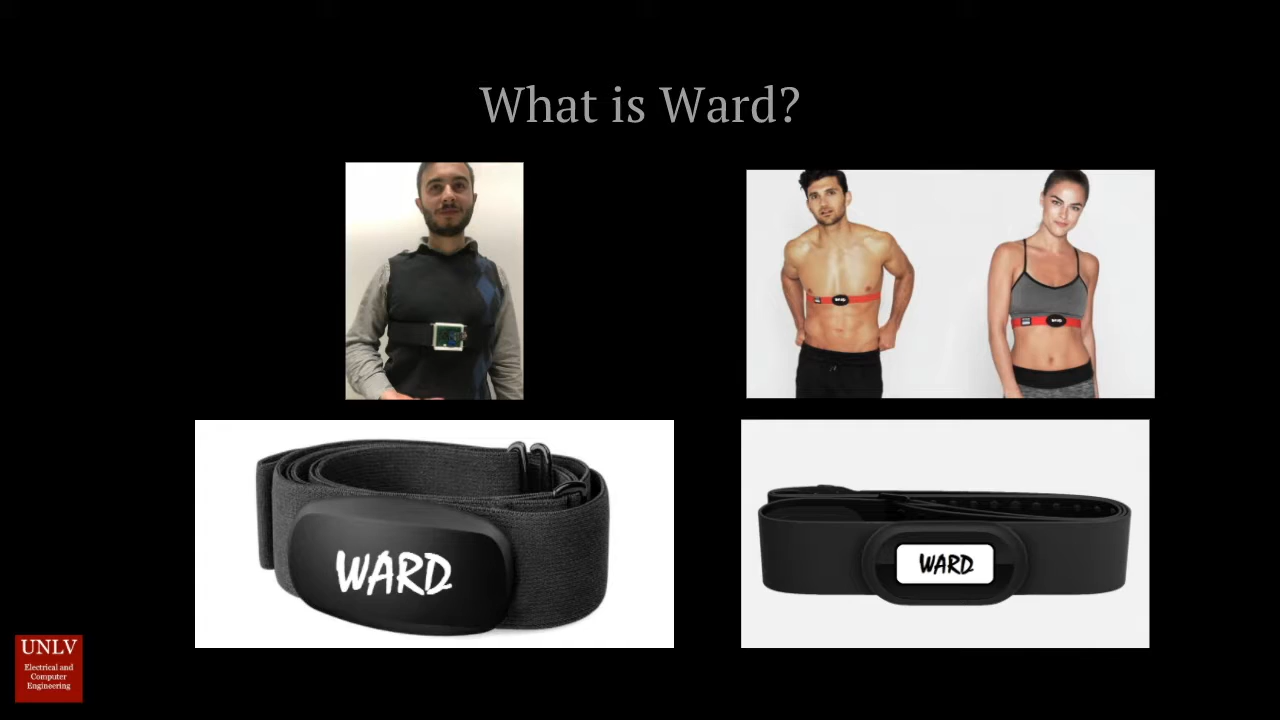 What is Ward?
WARD
WARD
UNLV
Electrical and
Computer
Engineering